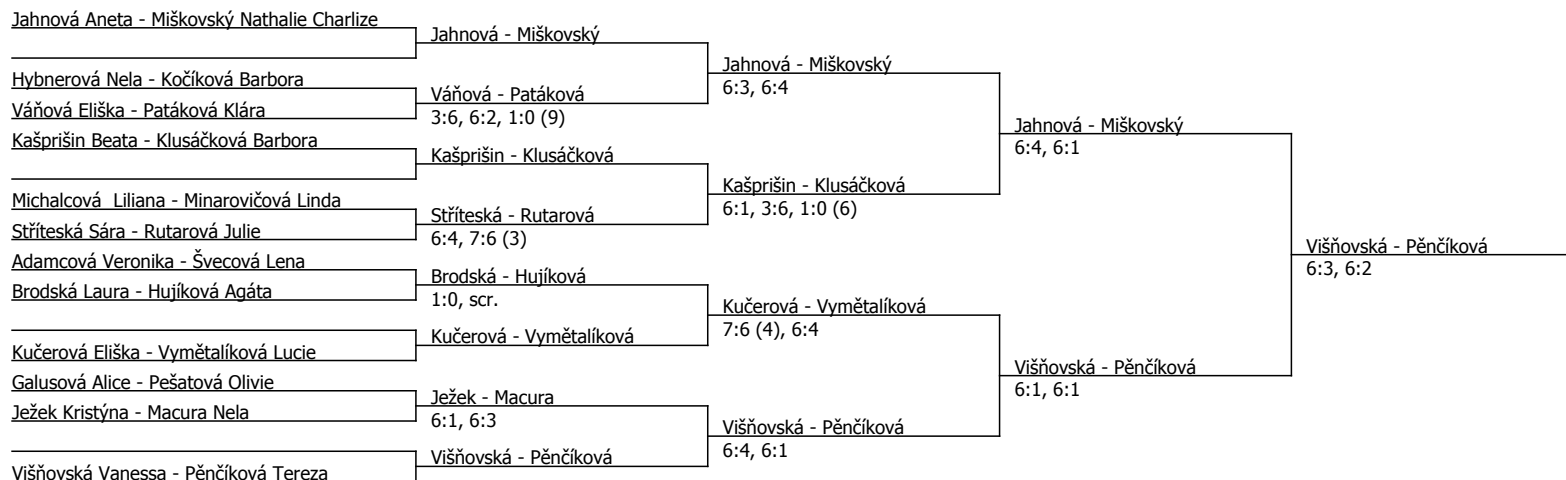 Jahnová Aneta - Miškovský Nathalie Charlize
Hybnerová Nela - Kočíková Barbora
Váňová Eliška - Patáková Klára
Kašprišin Beata - Klusáčková Barbora
Michalcová  Liliana - Minarovičová Linda
Stříteská Sára - Rutarová Julie
Adamcová Veronika - Švecová Lena
Brodská Laura - Hujíková Agáta
Kučerová Eliška - Vymětalíková Lucie
Galusová Alice - Pešatová Olivie
Ježek Kristýna - Macura Nela
Višňovská Vanessa - Pěnčíková Tereza
Jahnová - Miškovský
Váňová - Patáková
3:6, 6:2, 1:0 (9)
Kašprišin - Klusáčková
Stříteská - Rutarová
6:4, 7:6 (3)
Brodská - Hujíková
1:0, scr.
Kučerová - Vymětalíková
Ježek - Macura
6:1, 6:3
Višňovská - Pěnčíková
Jahnová - Miškovský
6:3, 6:4
Kašprišin - Klusáčková
6:1, 3:6, 1:0 (6)
Kučerová - Vymětalíková
7:6 (4), 6:4
Višňovská - Pěnčíková
6:4, 6:1
Jahnová - Miškovský
6:4, 6:1
Višňovská - Pěnčíková
6:1, 6:1
Višňovská - Pěnčíková
6:3, 6:2